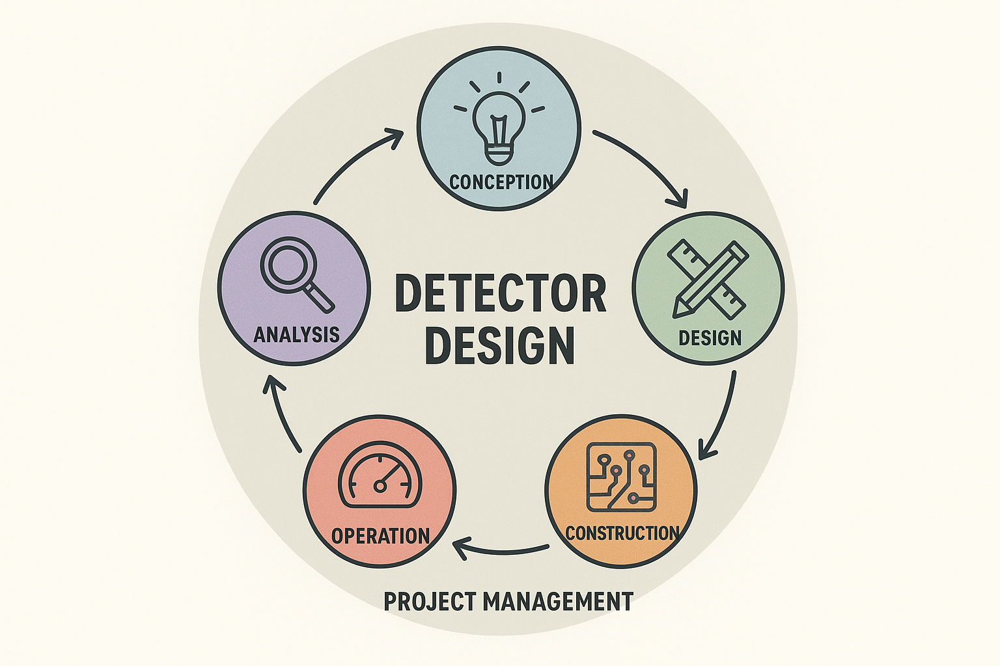 CONCEPTION
DESIGN
CONSTRUCTION
OPERATION
ANALYSIS
DETECTOR
DESIGN
PROJECT MANAGEMENT